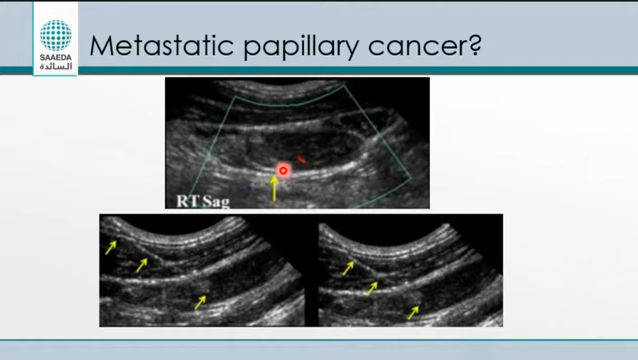 Metastatic papillary cancer?
SAAEDA
السائدة
RT Sag